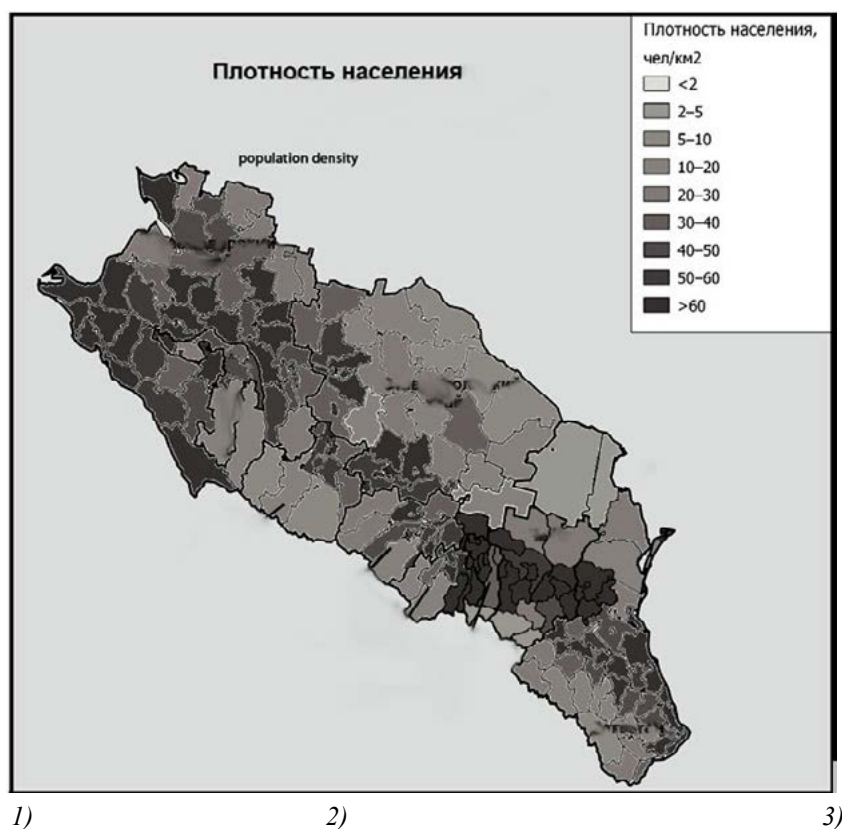 Плотность населения
population density
Плотность населения,
чел/км2
<2
2–5
5–10
10–20
20–30
30–40
40–50
50–60
>60
1) 2) 3)